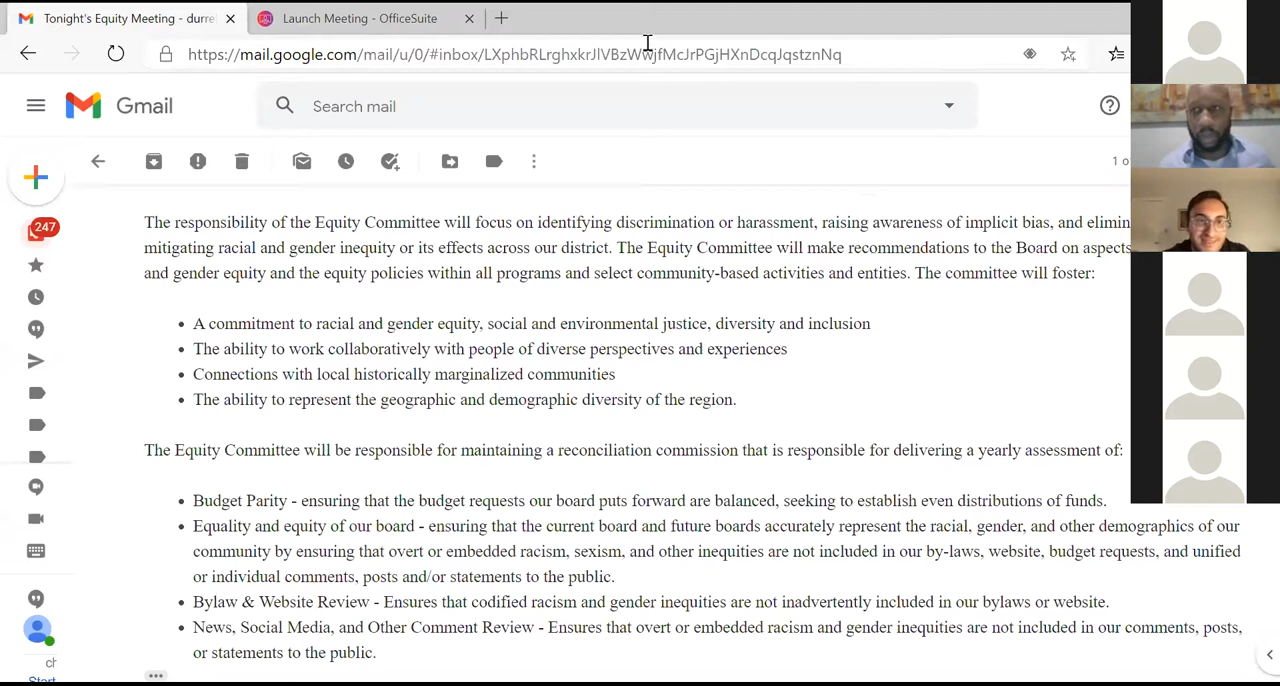 Tonight's Equity Meeting - durre
Launch Meeting - OfficeSuite
https://mail.google.com/mail/u/0/#inbox/LXphbRLrghxkrJlVBzWwjfMcJrPGjHXnDcqJqstznNq
Gmail
Search mail
1 o
247
The responsibility of the Equity Committee will focus on identifying discrimination or harassment, raising awareness of implicit bias, and elimin
mitigating racial and gender inequity or its effects across our district. The Equity Committee will make recommendations to the Board on aspects
and gender equity and the equity policies within all programs and select community-based activities and entities. The committee will foster:
• A commitment to racial and gender equity, social and environmental justice, diversity and inclusion
• The ability to work collaboratively with people of diverse perspectives and experiences
• Connections with local historically marginalized communities
• The ability to represent the geographic and demographic diversity of the region.
The Equity Committee will be responsible for maintaining a reconciliation commission that is responsible for delivering a yearly assessment of:
• Budget Parity - ensuring that the budget requests our board puts forward are balanced, seeking to establish even distributions of funds.
• Equality and equity of our board - ensuring that the current board and future boards accurately represent the racial, gender, and other demographics of our
community by ensuring that overt or embedded racism, sexism, and other inequities are not included in our by-laws, website, budget requests, and unified
or individual comments, posts and/or statements to the public.
• Bylaw & Website Review - Ensures that codified racism and gender inequities are not inadvertently included in our bylaws or website.
• News, Social Media, and Other Comment Review - Ensures that overt or embedded racism and gender inequities are not included in our comments, posts,
or statements to the public.
ch
Start